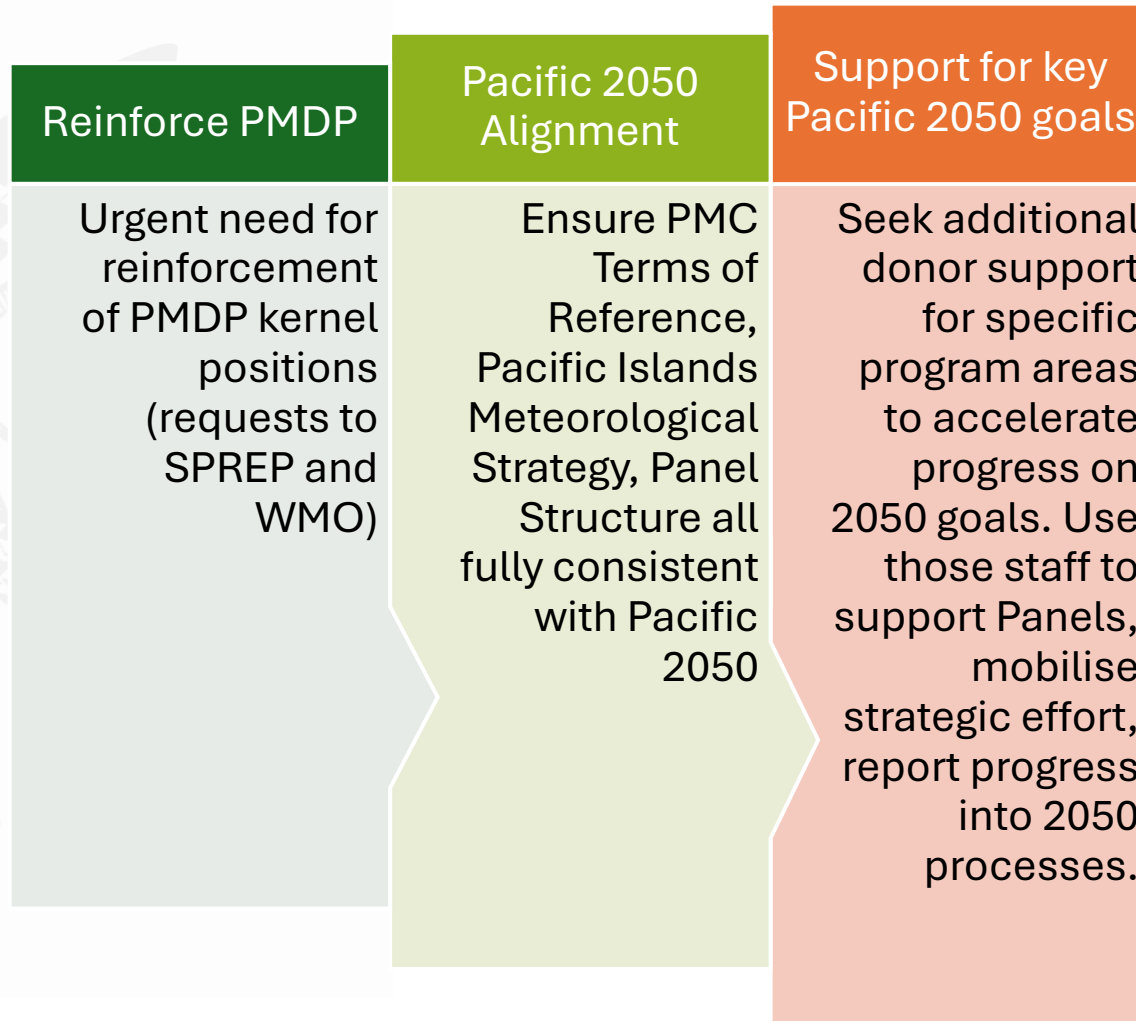 Reinforce PMDP
Urgent need for
reinforcement
of PMDP kernel
positions
(requests to
SPREP and
WMO)
Pacific 2050
Alignment
Ensure PMC
Terms of
Reference,
Pacific Islands
Meteorological
Strategy, Panel
Structure all
fully consistent
with Pacific
2050
Support for key
Pacific 2050 goals
Seek additional
donor support
for specific
program areas
to accelerate
progress on
2050 goals. Use
those staff to
support Panels,
mobilise
strategic effort,
report progress
into 2050
processes.